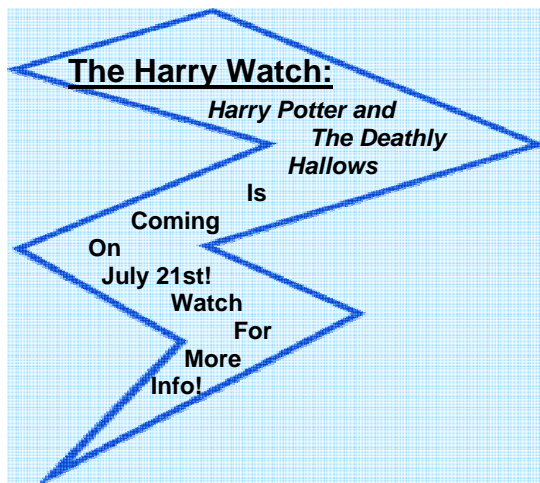 The Harry Watch:
Harry Potter and
The Deathly
Hallows
Is
Coming
On
July 21st!
Watch
For
More
Info!